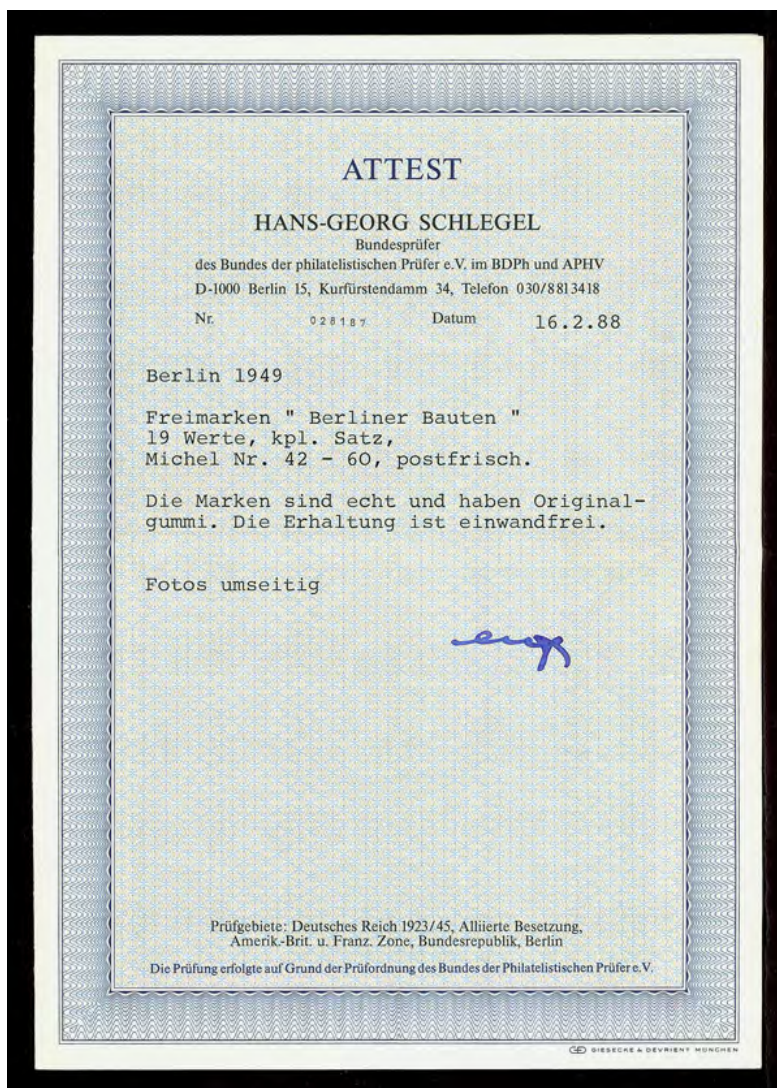 ATTEST
HANS-GEORG SCHLEGEL
Bundesprüfer
des Bundes der philatelistischen Prüfer e.V. im BDPh und APHV
D-1000 Berlin 15, Kurfürstendamm 34, Telefon 030/8813418
Nr. 028187 Datum 16.2.88
Berlin 1949
Freimarken " Berliner Bauten "
19 Werte, kpl. Satz,
Michel Nr. 42 - 60, postfrisch.
Die Marken sind echt und haben Original-
gummi. Die Erhaltung ist einwandfrei.
Fotos umseitig
Prüfgebiete: Deutsches Reich 1923/45, Alliierte Besetzung,
Amerik.-Brit. u. Franz. Zone, Bundesrepublik, Berlin
Die Prüfung erfolgte auf Grund der Prüfordnung des Bundes der Philatelistischen Prüfer e.V.
GIESECKE & DEVRIENT MÜNCHEN